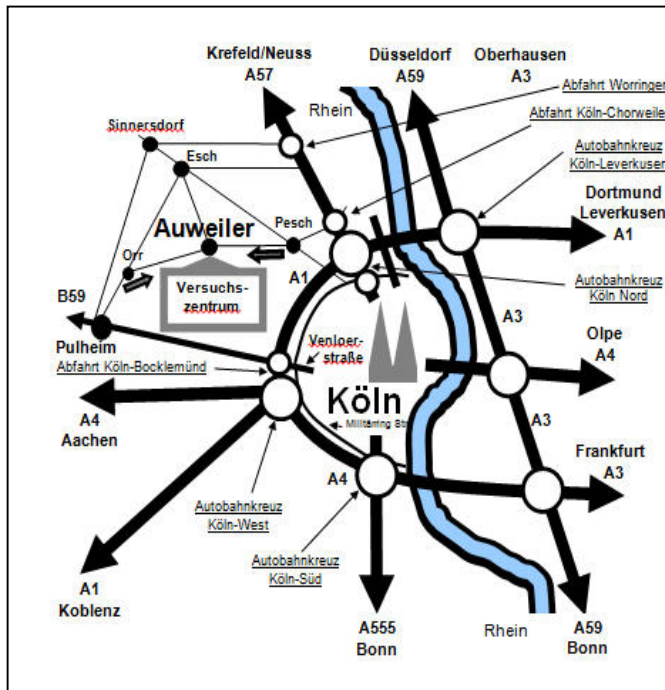 Krefeld/Neuss
A57
Düsseldorf
A59
Oberhausen
A3
Abfahrt Worringen
Rhein
Abfahrt Köln-Chorweiler
Sinnersdorf
Esch
Autobahnkreuz
Köln-Leverkusen
Dortmund
Leverkusen
A1
Auweiler
Pesch
Orr
A1
Versuchs-
zentrum
Autobahnkreuz
Köln Nord
B59
A3
Venloer-
straße
Olpe
A4
Pulheim
Abfahrt Köln-Bocklemünd
Köln
Militärring Str
A4
Aachen
A3
Frankfurt
A3
A4
Autobahnkreuz
Köln-West
Autobahnkreuz
Köln-Süd
A1
Koblenz
A555
Bonn
Rhein
A59
Bonn